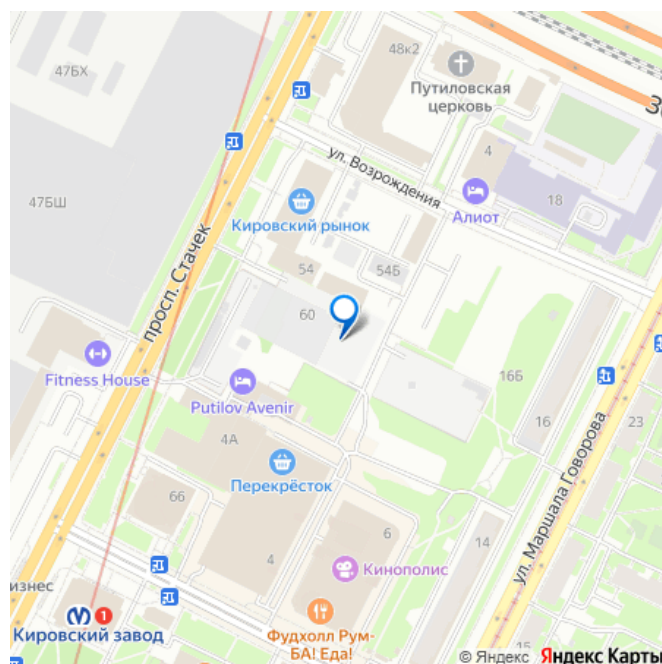 48к2
47БХ
Путиловская
церковь
4
ул. Возрождения
18
47БШ
Алиот
Кировский рынок
просп. Стачек
54
54Б
60
Fitness House
16Б
Putilov Avenir
16
23
4А
ул. Маршала Говорова
Перекрёсток
66
6
14
4
Кинополис
1
Кировский завод
Фудхолл Рум-
БА! Еда!
15
© Яндекс Яндекс Карты